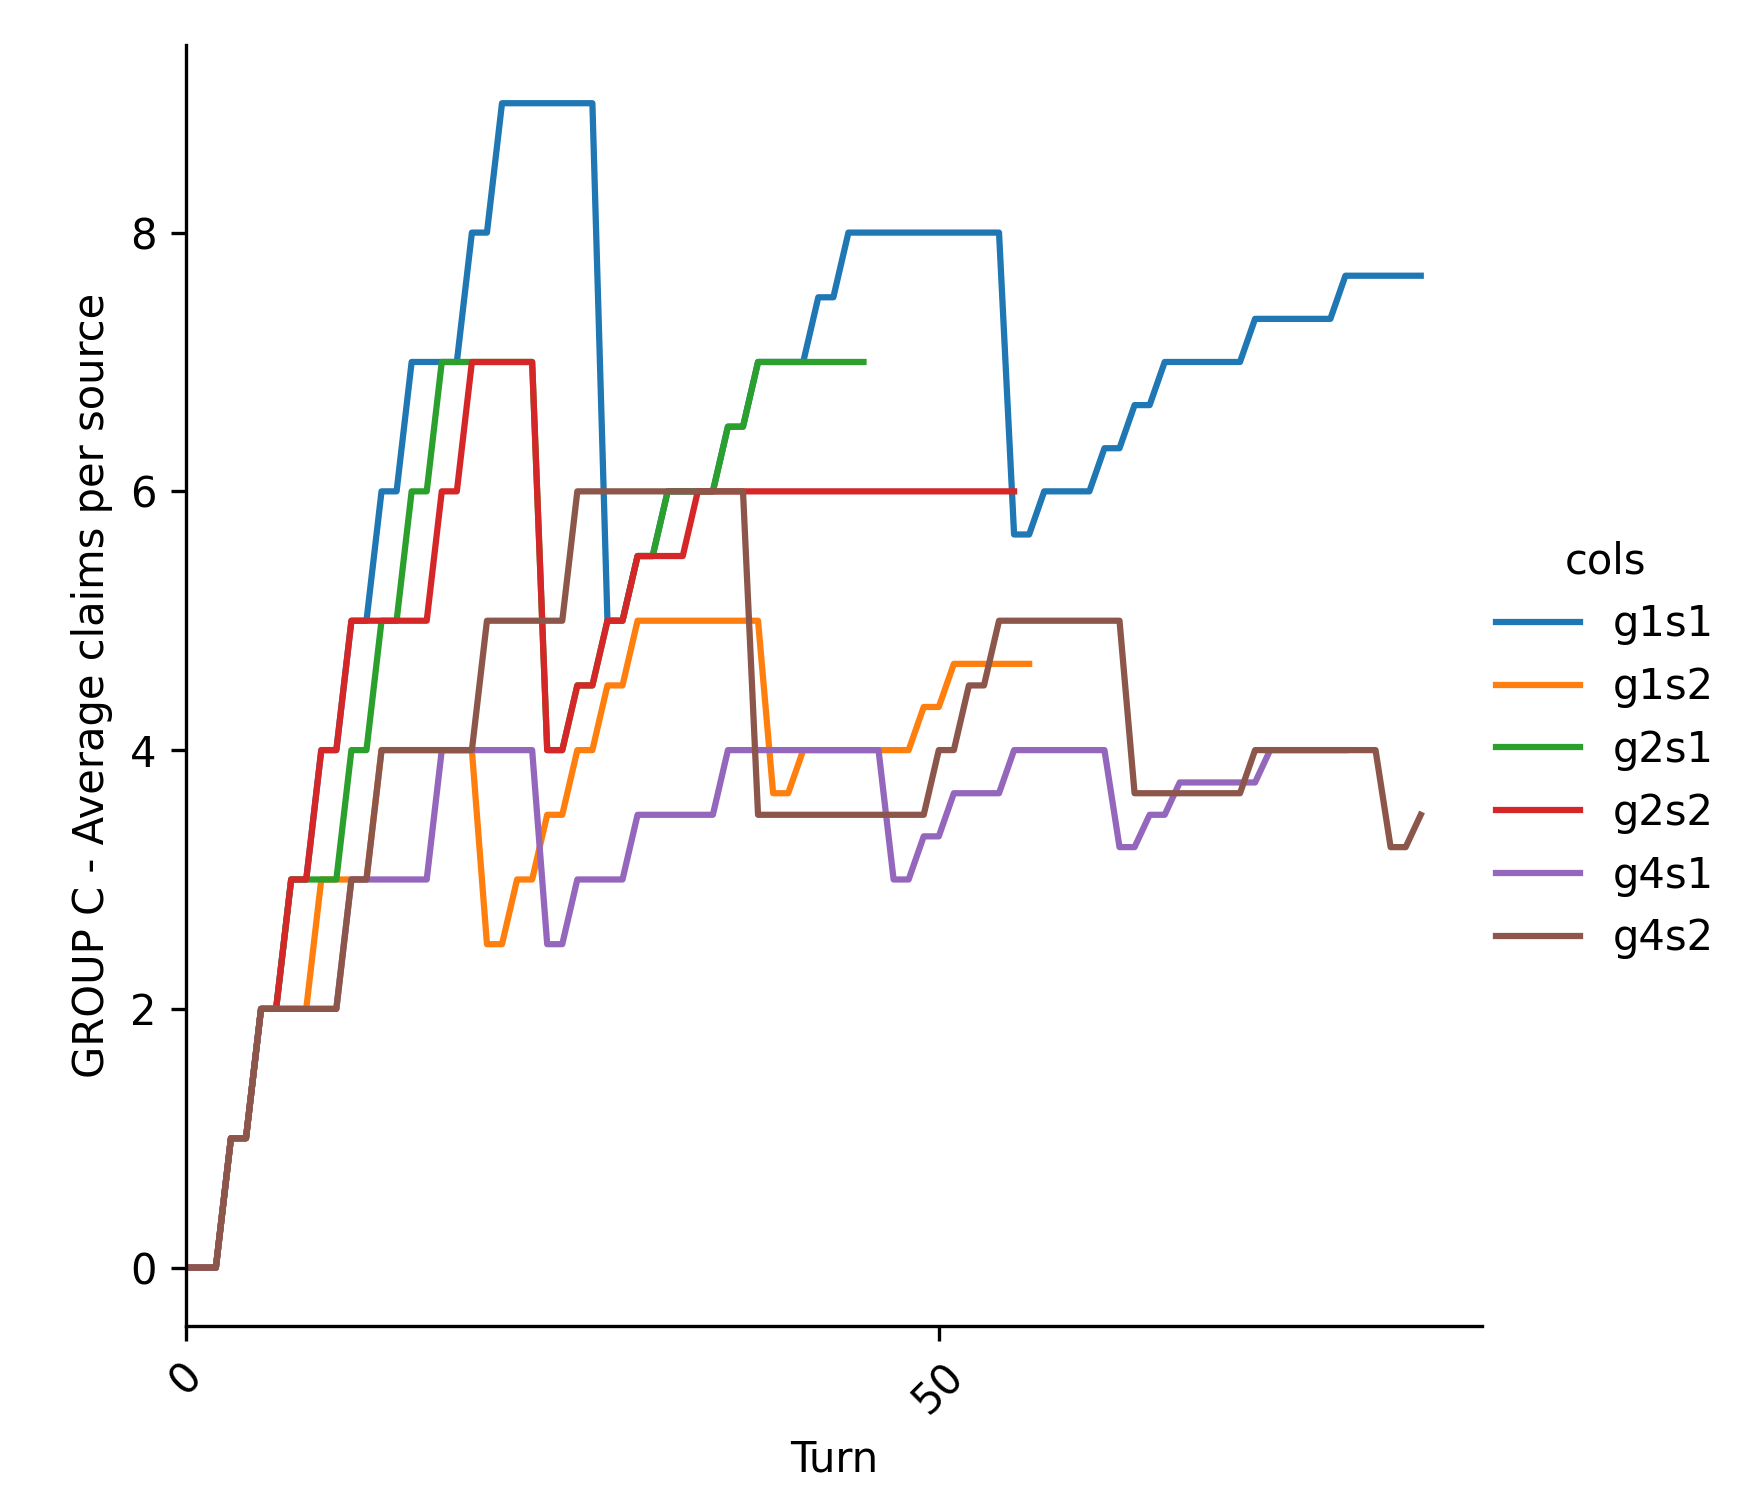 GROUP C - Average claims per source
8
6
4
2
0
0
50
Turn
cols
g1s1
g1s2
g2s1
g2s2
g4s1
g4s2